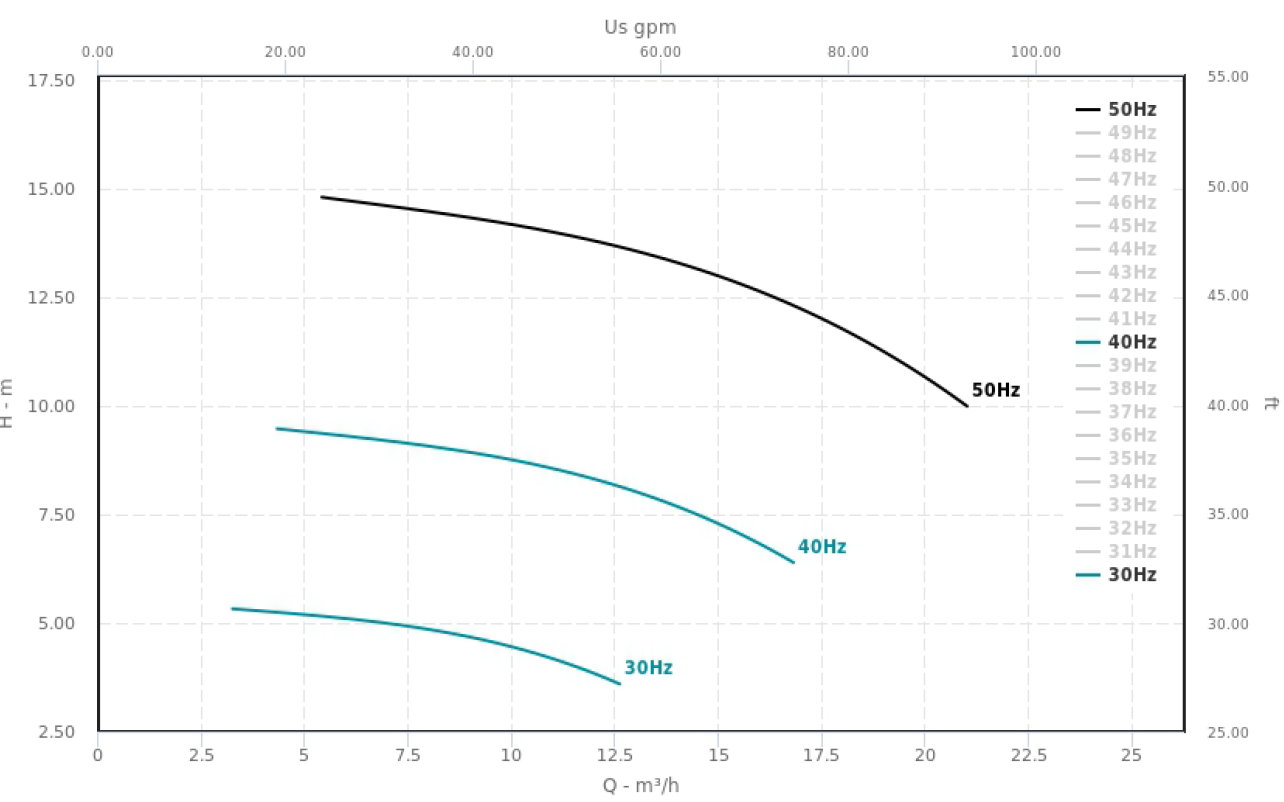 Us gpm
0.00 20.00 40.00 60.00 80.00 100.00
17.50
15.00
12.50
10.00
7.50
5.00
2.50
H - m
50Hz
40Hz
30Hz
50Hz
49Hz
48Hz
47Hz
46Hz
45Hz
44Hz
43Hz
42Hz
41Hz
40Hz
39Hz
38Hz
37Hz
36Hz
35Hz
34Hz
33Hz
32Hz
31Hz
30Hz
55.00
50.00
45.00
40.00
35.00
30.00
25.00
ft
0 2.5 5 7.5 10 12.5 15 17.5 20 22.5 25
Q - m³/h